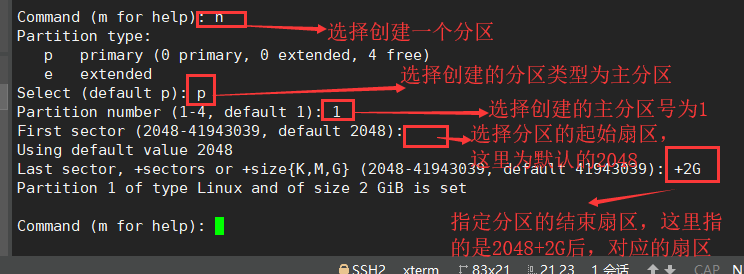 Command (m for help): n
选择创建一个分区
Partition type:
p primary (0 primary, 0 extended, 4 free)
e extended
选择创建的分区类型为主分区
Select (default p): p
Partition number (1-4, default 1): 1
选择创建的主分区号为1
First sector (2048-41943039, default 2048):
选择分区的起始扇区，
这里为默认的2048
Using default value 2048
Last sector, +sectors or +size{K,M,G} (2048-41943039, default 41943039): +2G
Partition 1 of type Linux and of size 2 GiB is set
指定分区的结束扇区，这里指
的是2048+2G后，对应的扇区
Command (m for help):
SSH2 xterm 83x21 21,23 1 会话 CAP N